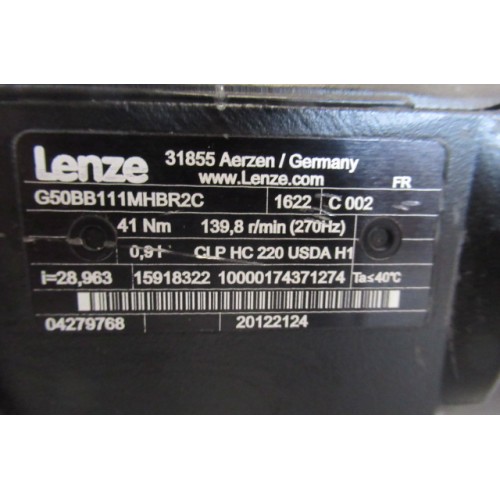 Lenze 31855 Aerzen / Germany
www.Lenze.com
FR
G50BB111MHBR2C 1622 C 002
41 Nm 139,8 r/min (270Hz)
0,9 l CLP HC 220 USDA H1
i=28,963 15918322 10000174371274 Ta≤40°C
04279768 20122124